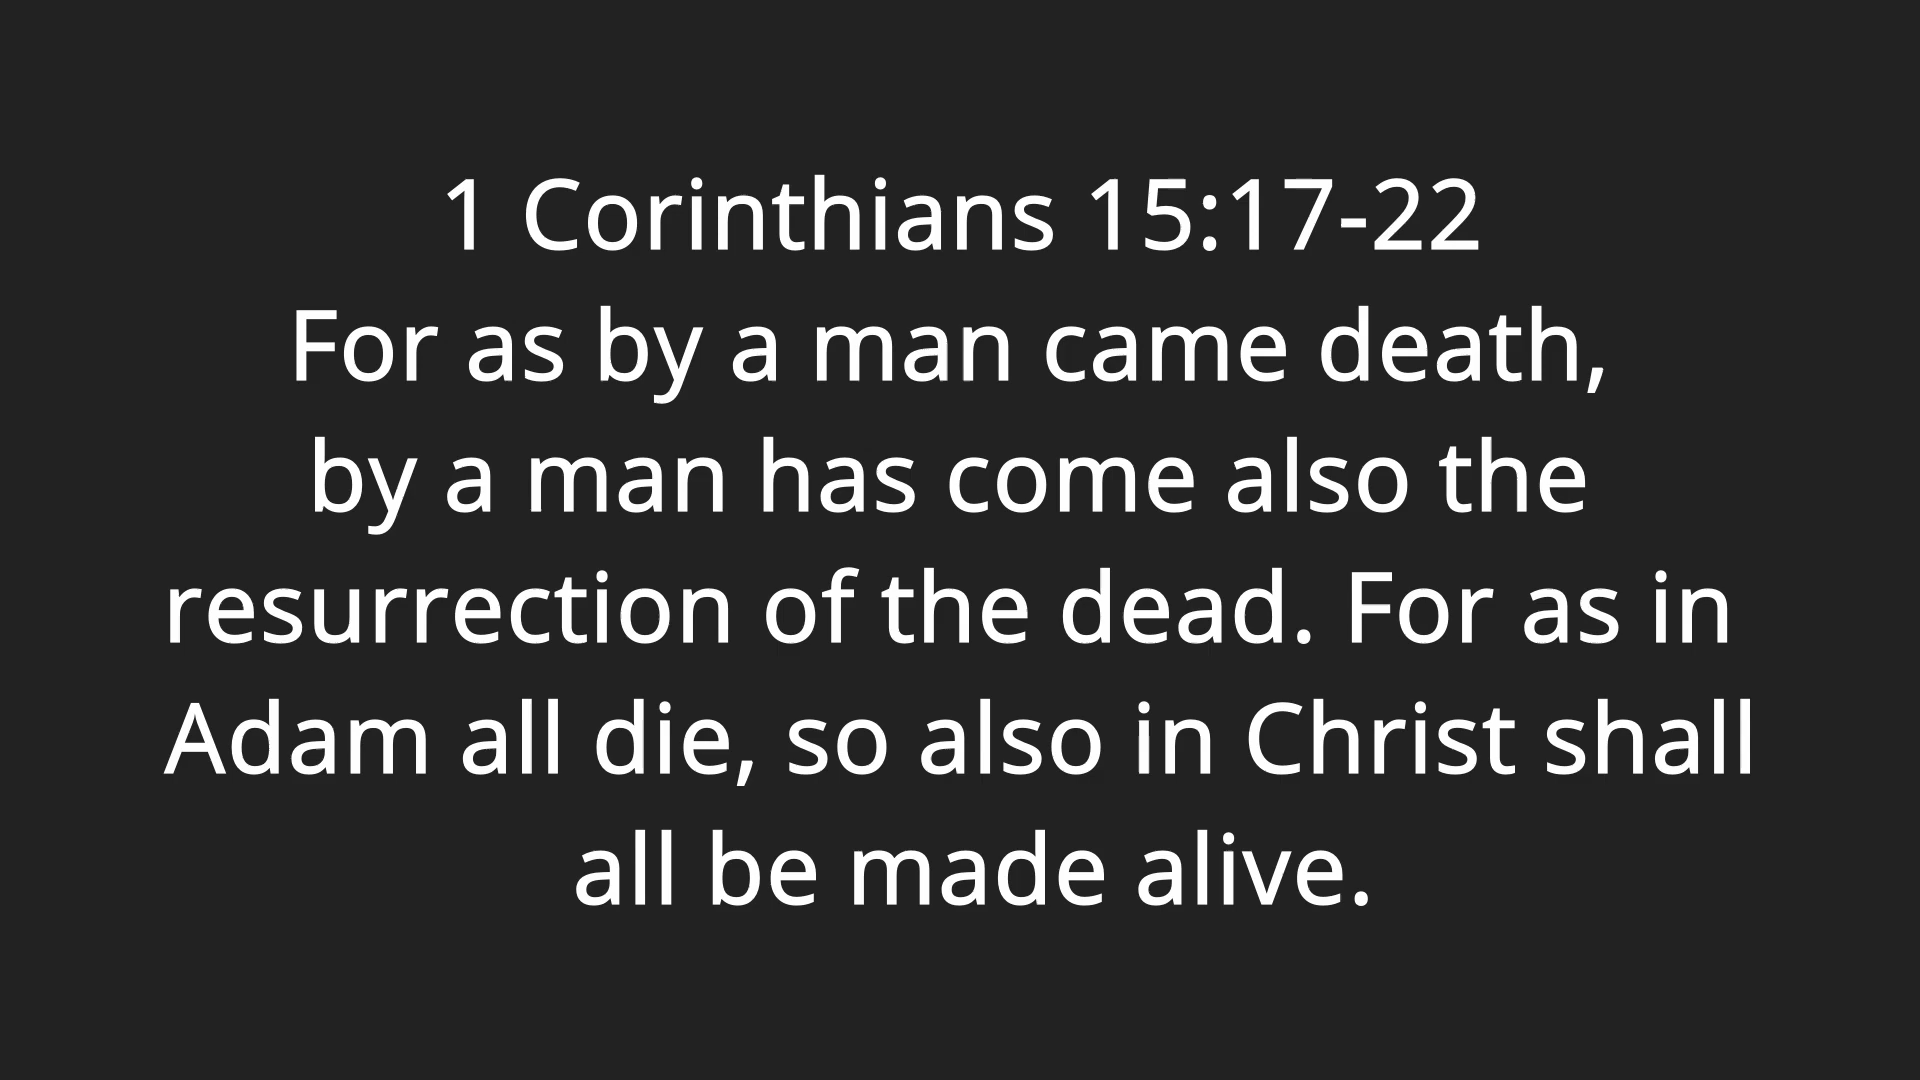 1 Corinthians 15:17-22
For as by a man came death,
by a man has come also the
resurrection of the dead. For as in
Adam all die, so also in Christ shall
all be made alive.